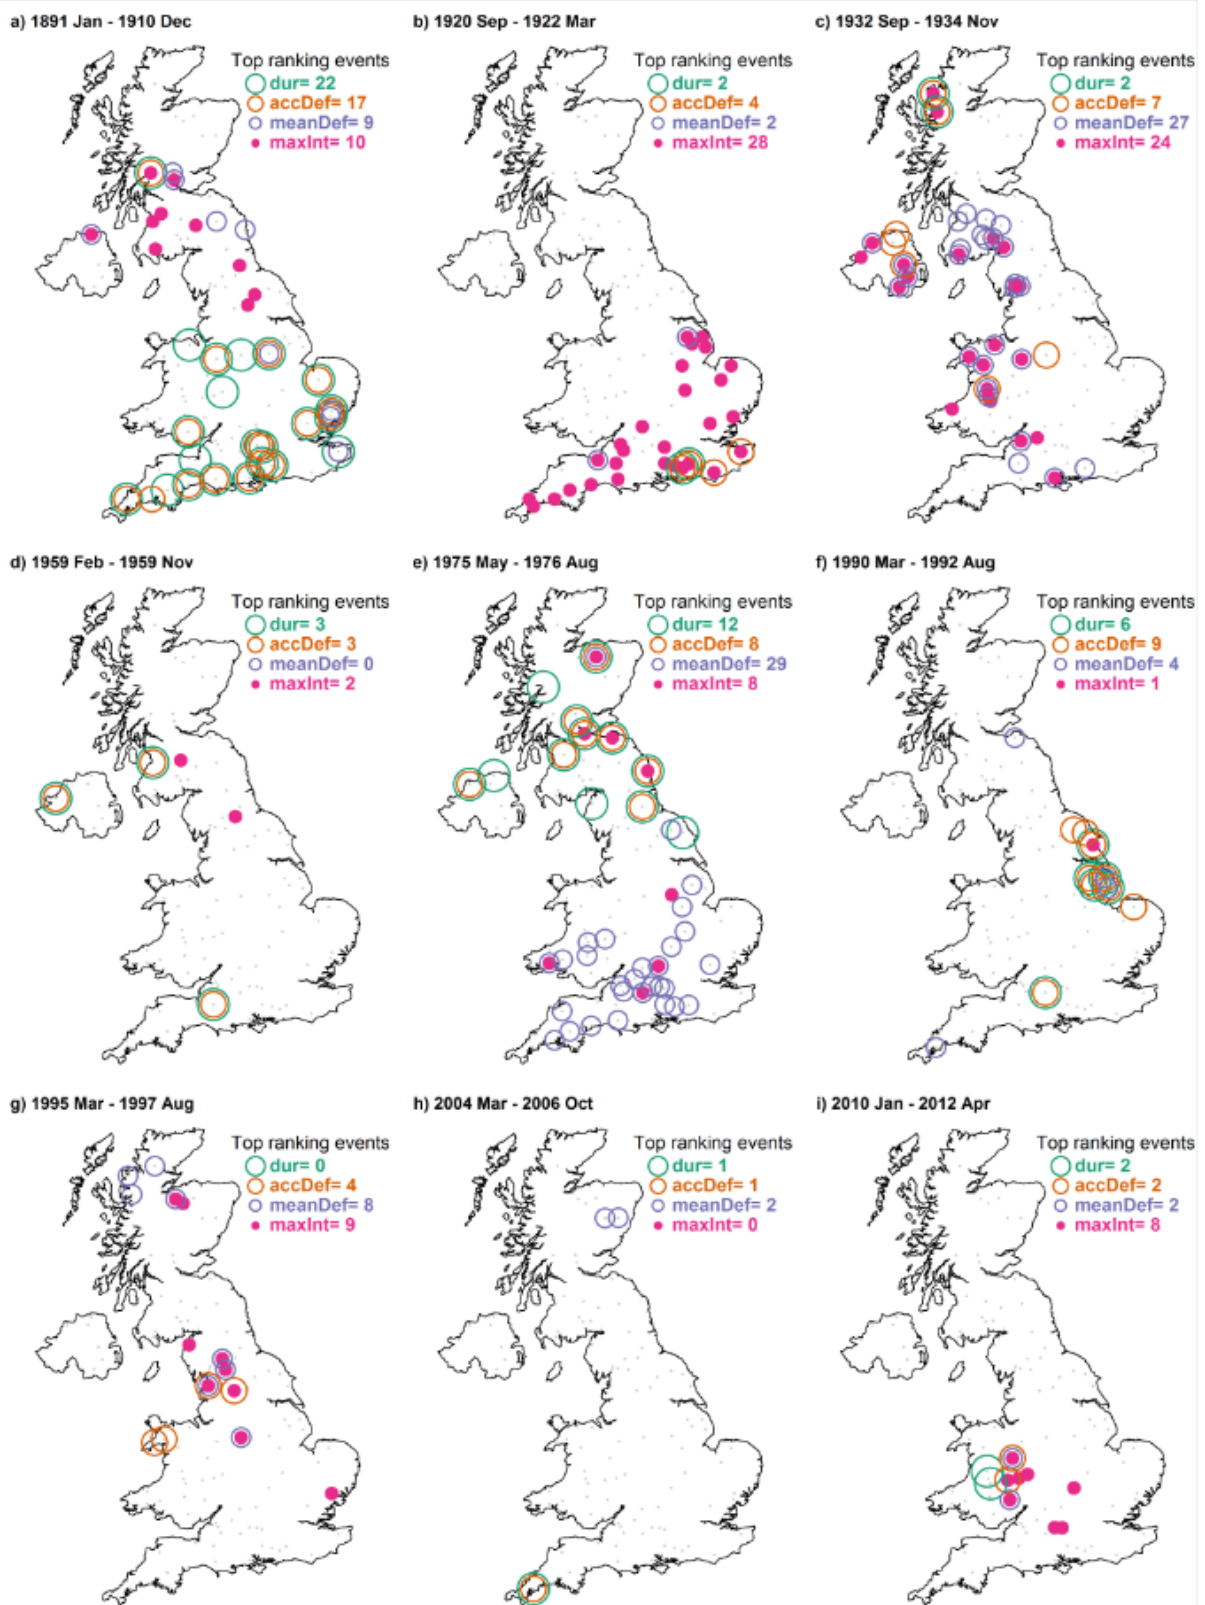 a) 1891 Jan - 1910 Dec
Top ranking events
dur= 22
accDef= 17
meanDef= 9
maxInt= 10
b) 1920 Sep - 1922 Mar
Top ranking events
dur= 2
accDef= 4
meanDef= 2
maxInt= 28
c) 1932 Sep - 1934 Nov
Top ranking events
dur= 2
accDef= 7
meanDef= 27
maxInt= 24
d) 1959 Feb - 1959 Nov
Top ranking events
dur= 3
accDef= 3
meanDef= 0
maxInt= 2
e) 1975 May - 1976 Aug
Top ranking events
dur= 12
accDef= 8
meanDef= 29
maxInt= 8
f) 1990 Mar - 1992 Aug
Top ranking events
dur= 6
accDef= 9
meanDef= 4
maxInt= 1
g) 1995 Mar - 1997 Aug
Top ranking events
dur= 0
accDef= 4
meanDef= 8
maxInt= 9
h) 2004 Mar - 2006 Oct
Top ranking events
dur= 1
accDef= 1
meanDef= 2
maxInt= 0
i) 2010 Jan - 2012 Apr
Top ranking events
dur= 2
accDef= 2
meanDef= 2
maxInt= 8